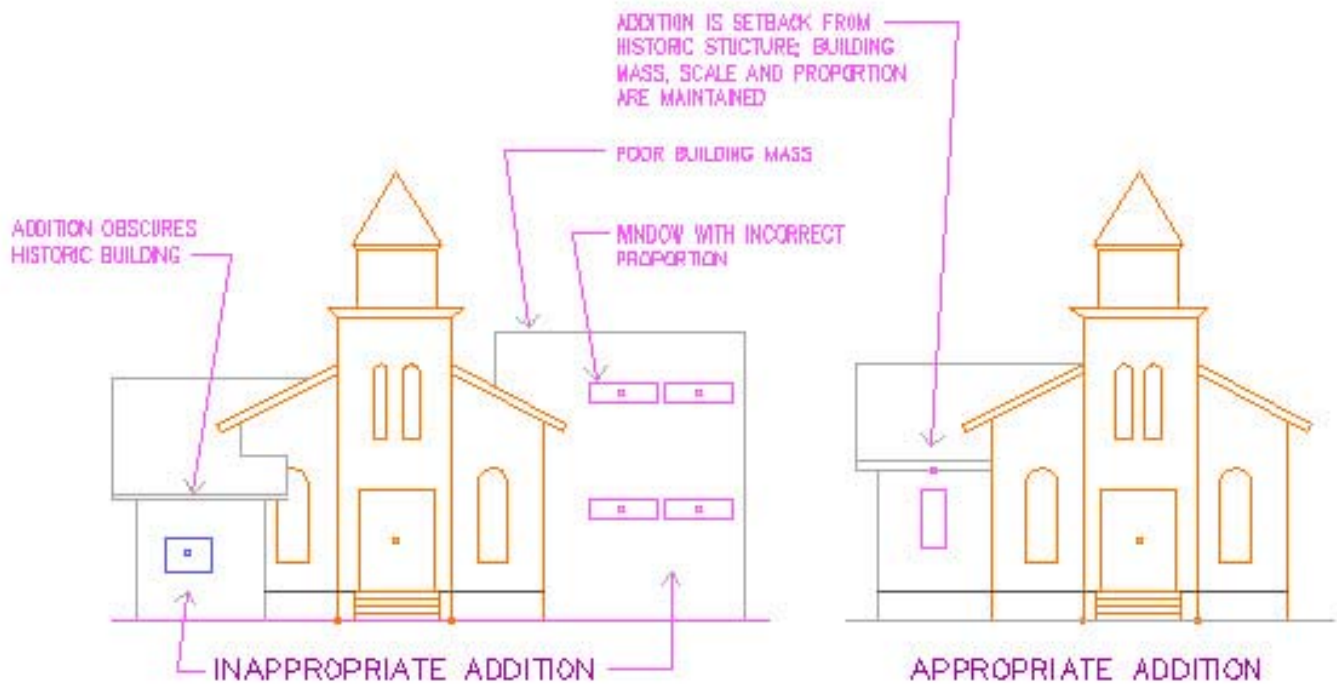 ADDITION IS SETBACK FROM
HISTORIC STUCTURE; BUILDING
MASS, SCALE AND PROPORTION
ARE MAINTAINED
POOR BUILDING MASS
ADDITION OBSCURES
HISTORIC BUILDING
WINDOW WITH INCORRECT
PROPORTION
INAPPROPRIATE ADDITION
APPROPRIATE ADDITION